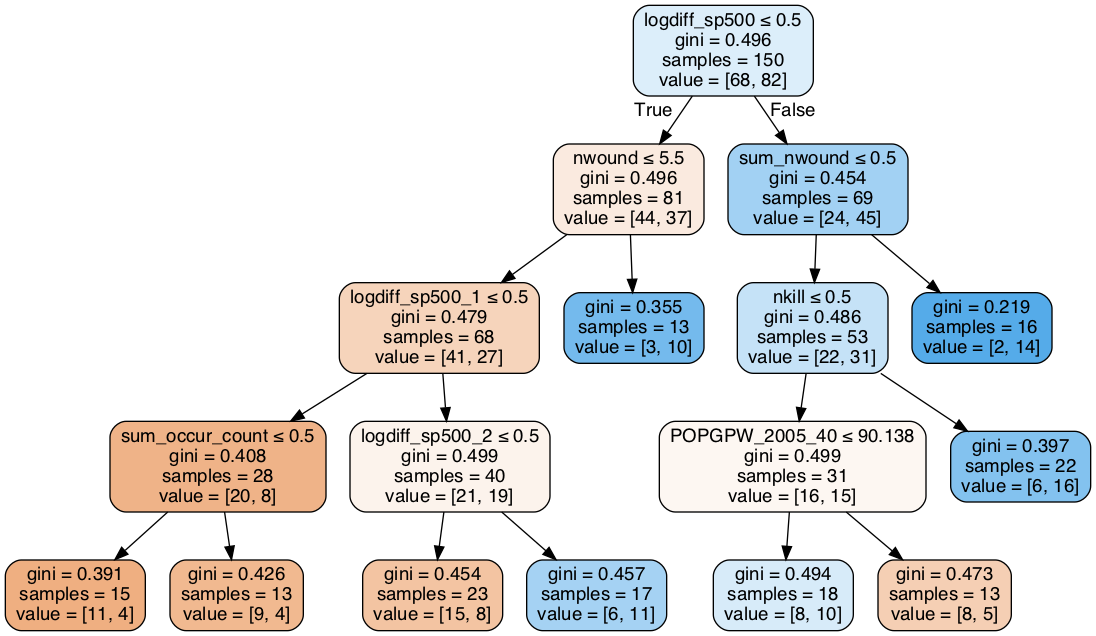 logdiff_sp500 ≤ 0.5
gini = 0.496
samples = 150
value = [68, 82]
True
False
nwound ≤ 5.5
gini = 0.496
samples = 81
value = [44, 37]
sum_nwound ≤ 0.5
gini = 0.454
samples = 69
value = [24, 45]
logdiff_sp500_1 ≤ 0.5
gini = 0.479
samples = 68
value = [41, 27]
gini = 0.355
samples = 13
value = [3, 10]
nkill ≤ 0.5
gini = 0.486
samples = 53
value = [22, 31]
gini = 0.219
samples = 16
value = [2, 14]
sum_occur_count ≤ 0.5
gini = 0.408
samples = 28
value = [20, 8]
logdiff_sp500_2 ≤ 0.5
gini = 0.499
samples = 40
value = [21, 19]
POPGPW_2005_40 ≤ 90.138
gini = 0.499
samples = 31
value = [16, 15]
gini = 0.397
samples = 22
value = [6, 16]
gini = 0.391
samples = 15
value = [11, 4]
gini = 0.426
samples = 13
value = [9, 4]
gini = 0.454
samples = 23
value = [15, 8]
gini = 0.457
samples = 17
value = [6, 11]
gini = 0.494
samples = 18
value = [8, 10]
gini = 0.473
samples = 13
value = [8, 5]